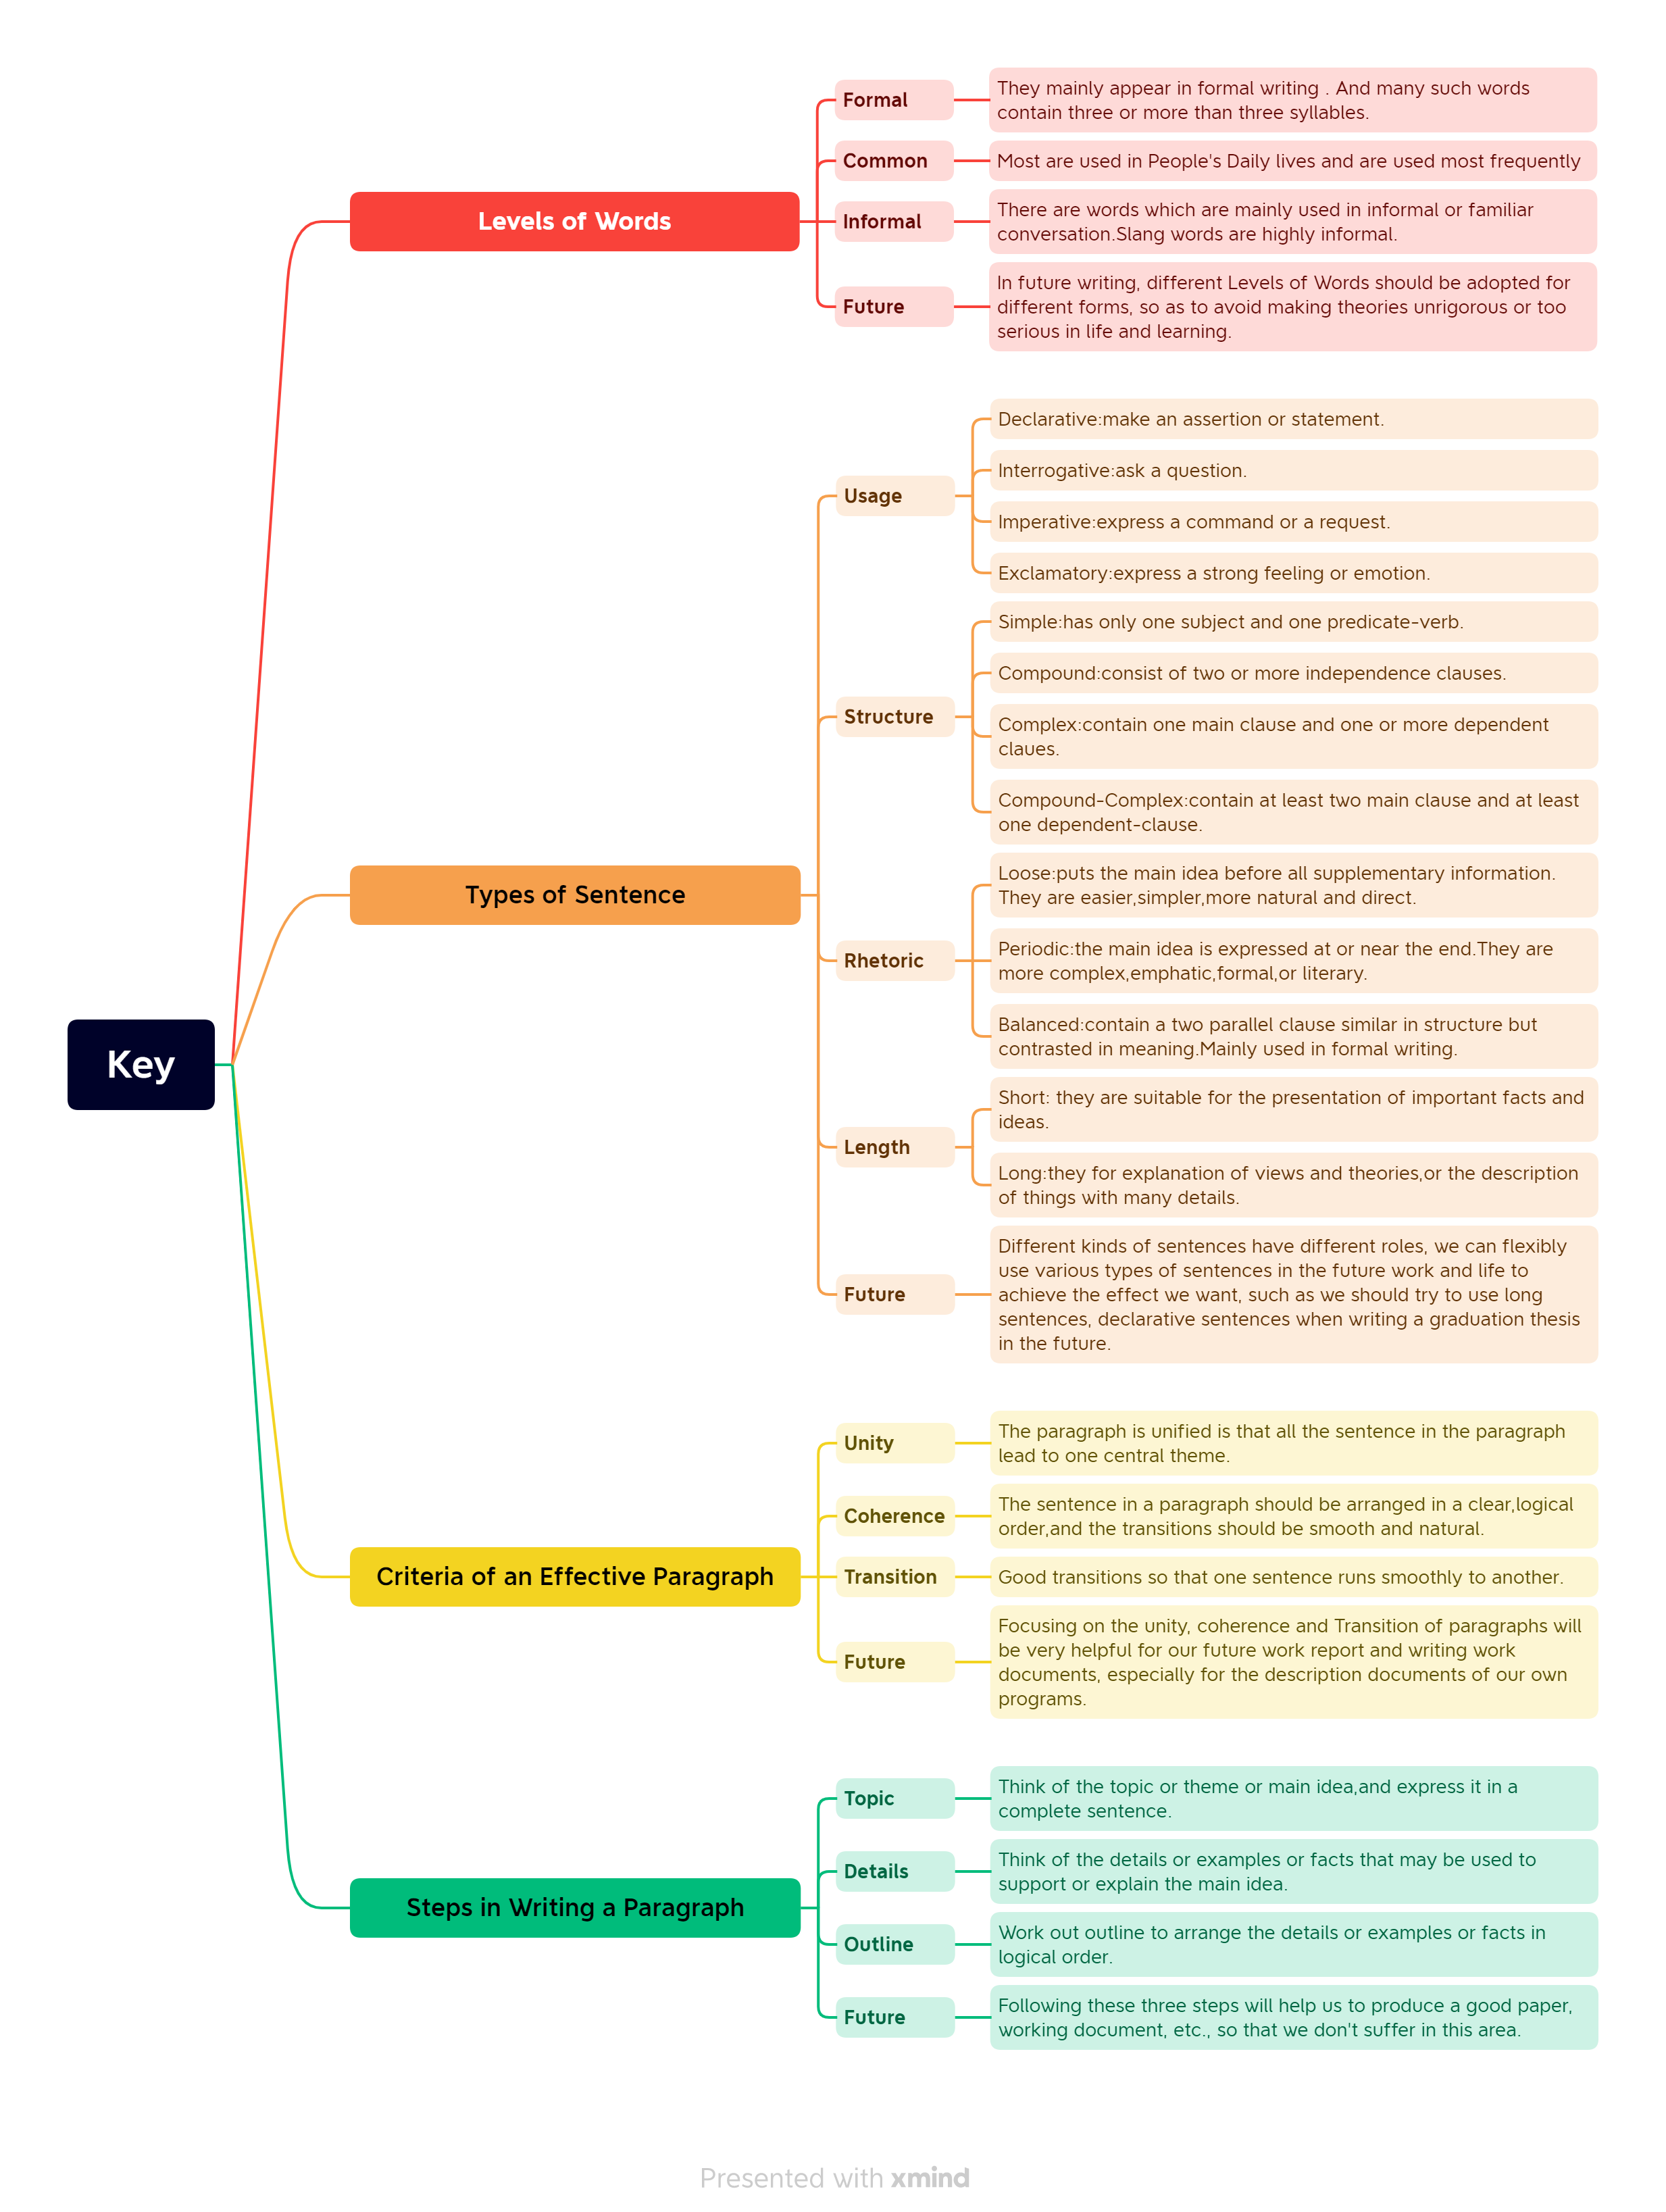 Key
Levels of Words
Formal
They mainly appear in formal writing . And many such words
contain three or more than three syllables.
Common
Most are used in People's Daily lives and are used most frequently
Informal
There are words which are mainly used in informal or familiar
conversation.Slang words are highly informal.
Future
In future writing, different Levels of Words should be adopted for
different forms, so as to avoid making theories unrigorous or too
serious in life and learning.
Types of Sentence
Usage
Declarative:make an assertion or statement.
Interrogative:ask a question.
Imperative:express a command or a request.
Exclamatory:express a strong feeling or emotion.
Structure
Simple:has only one subject and one predicate-verb.
Compound:consist of two or more independence clauses.
Complex:contain one main clause and one or more dependent
claues.
Compound-Complex:contain at least two main clause and at least
one dependent-clause.
Rhetoric
Loose:puts the main idea before all supplementary information.
They are easier,simpler,more natural and direct.
Periodic:the main idea is expressed at or near the end.They are
more complex,emphatic,formal,or literary.
Balanced:contain a two parallel clause similar in structure but
contrasted in meaning.Mainly used in formal writing.
Length
Short: they are suitable for the presentation of important facts and
ideas.
Long:they for explanation of views and theories,or the description
of things with many details.
Future
Different kinds of sentences have different roles, we can flexibly
use various types of sentences in the future work and life to
achieve the effect we want, such as we should try to use long
sentences, declarative sentences when writing a graduation thesis
in the future.
Criteria of an Effective Paragraph
Unity
The paragraph is unified is that all the sentence in the paragraph
lead to one central theme.
Coherence
The sentence in a paragraph should be arranged in a clear,logical
order,and the transitions should be smooth and natural.
Transition
Good transitions so that one sentence runs smoothly to another.
Future
Focusing on the unity, coherence and Transition of paragraphs will
be very helpful for our future work report and writing work
documents, especially for the description documents of our own
programs.
Steps in Writing a Paragraph
Topic
Think of the topic or theme or main idea,and express it in a
complete sentence.
Details
Think of the details or examples or facts that may be used to
support or explain the main idea.
Outline
Work out outline to arrange the details or examples or facts in
logical order.
Future
Following these three steps will help us to produce a good paper,
working document, etc., so that we don't suffer in this area.
Presented with xmind